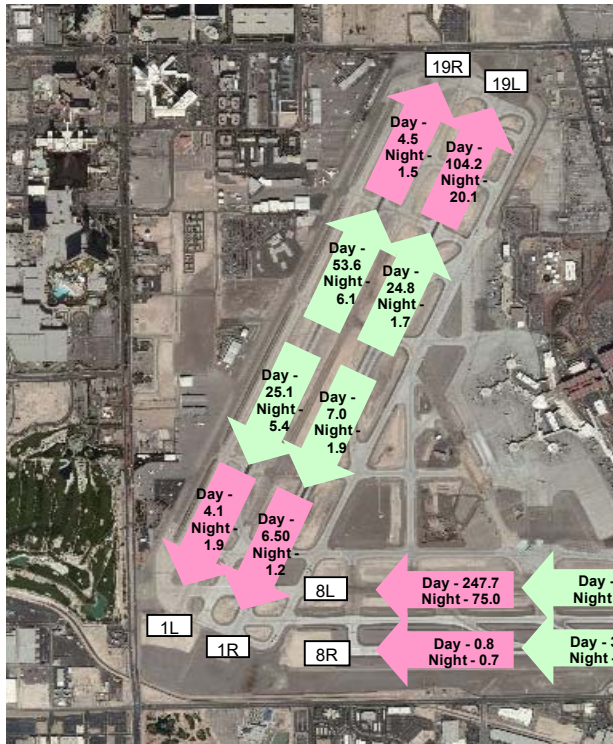 19R
19L
Day -
4.5
Night -
1.5
Day -
104.2
Night -
20.1
Day -
53.6
Night -
6.1
Day -
24.8
Night -
1.7
Day -
25.1
Night -
5.4
Day -
7.0
Night -
1.9
Day -
4.1
Night -
1.9
Day -
6.50
Night -
1.2
8L
Day - 247.7
Night - 75.0
Day -
Night
1L
1R
8R
Day - 0.8
Night - 0.7
Day - 3
Night -